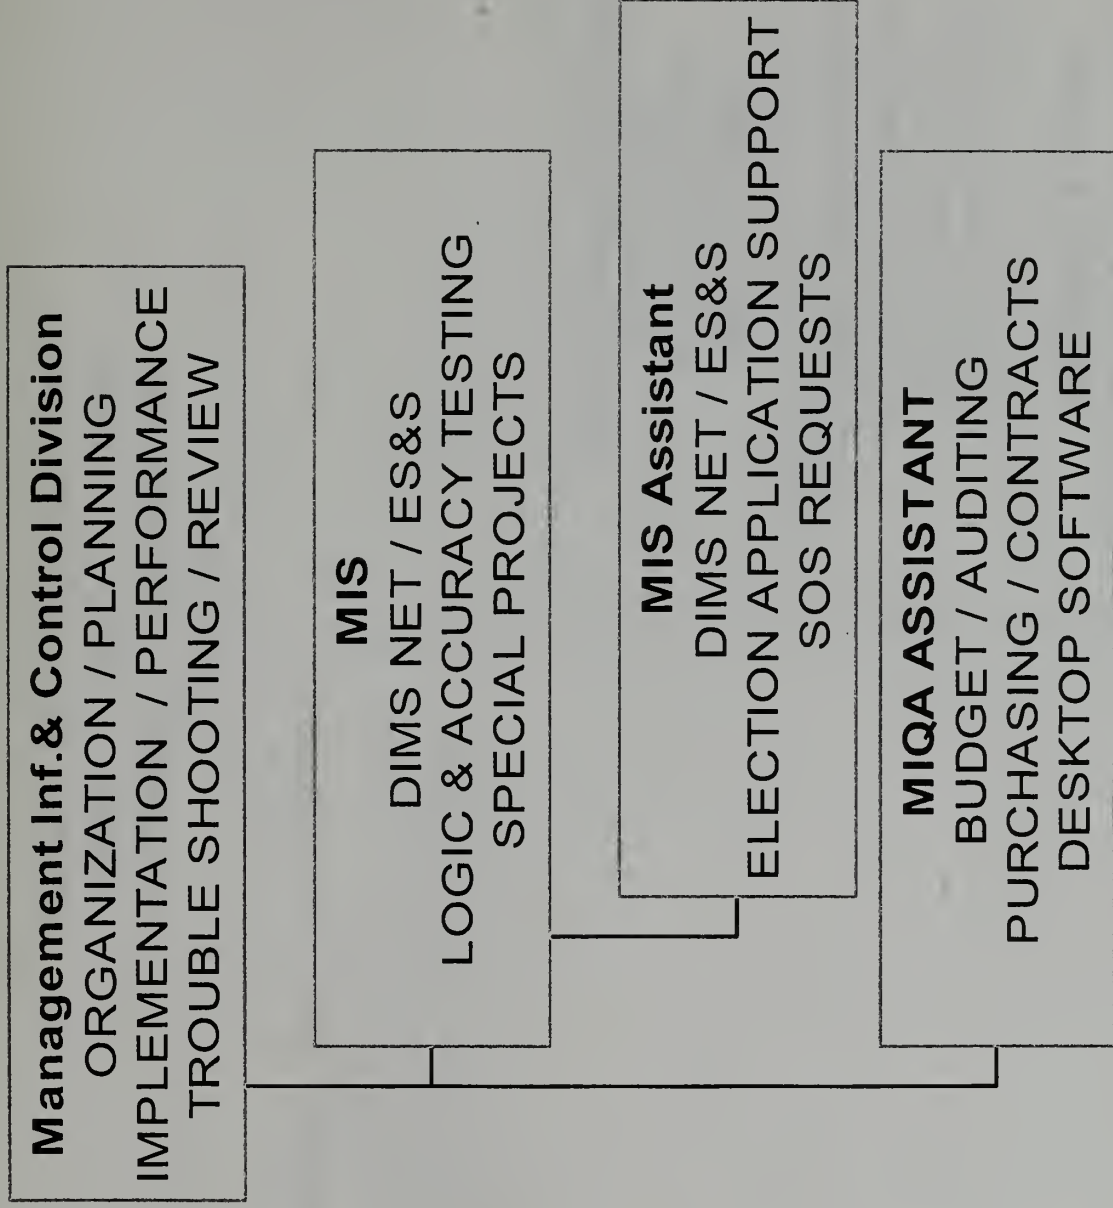 Management Inf.& Control Division
ORGANIZATION / PLANNING
IMPLEMENTATION / PERFORMANCE
TROUBLE SHOOTING / REVIEW
MIS
DIMS NET / ES&S
LOGIC & ACCURACY TESTING
SPECIAL PROJECTS
MIS Assistant
DIMS NET / ES&S
ELECTION APPLICATION SUPPORT
SOS REQUESTS
MIQA ASSISTANT
BUDGET / AUDITING
PURCHASING / CONTRACTS
DESKTOP SOFTWARE